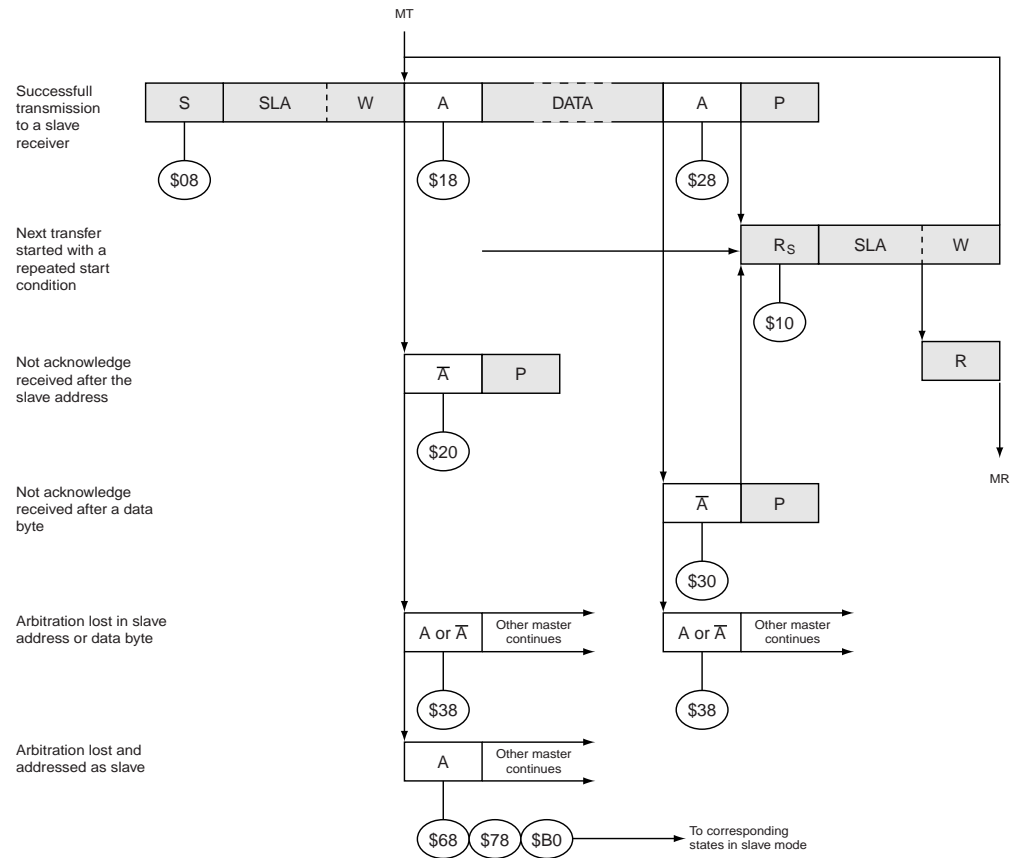 MT
Successfull
transmission
to a slave
receiver
S SLA W A DATA A P
$08 $18 $28
Next transfer
started with a
repeated start
condition
RS SLA W
$10
Not acknowledge
received after the
slave address
A̅ P
R
$20
MR
Not acknowledge
received after a data
byte
A̅ P
$30
Arbitration lost in slave
address or data byte
A or A̅
Other master
continues
A or A̅
Other master
continues
$38 $38
Arbitration lost and
addressed as slave
A
Other master
continues
$68 $78 $B0
To corresponding
states in slave mode